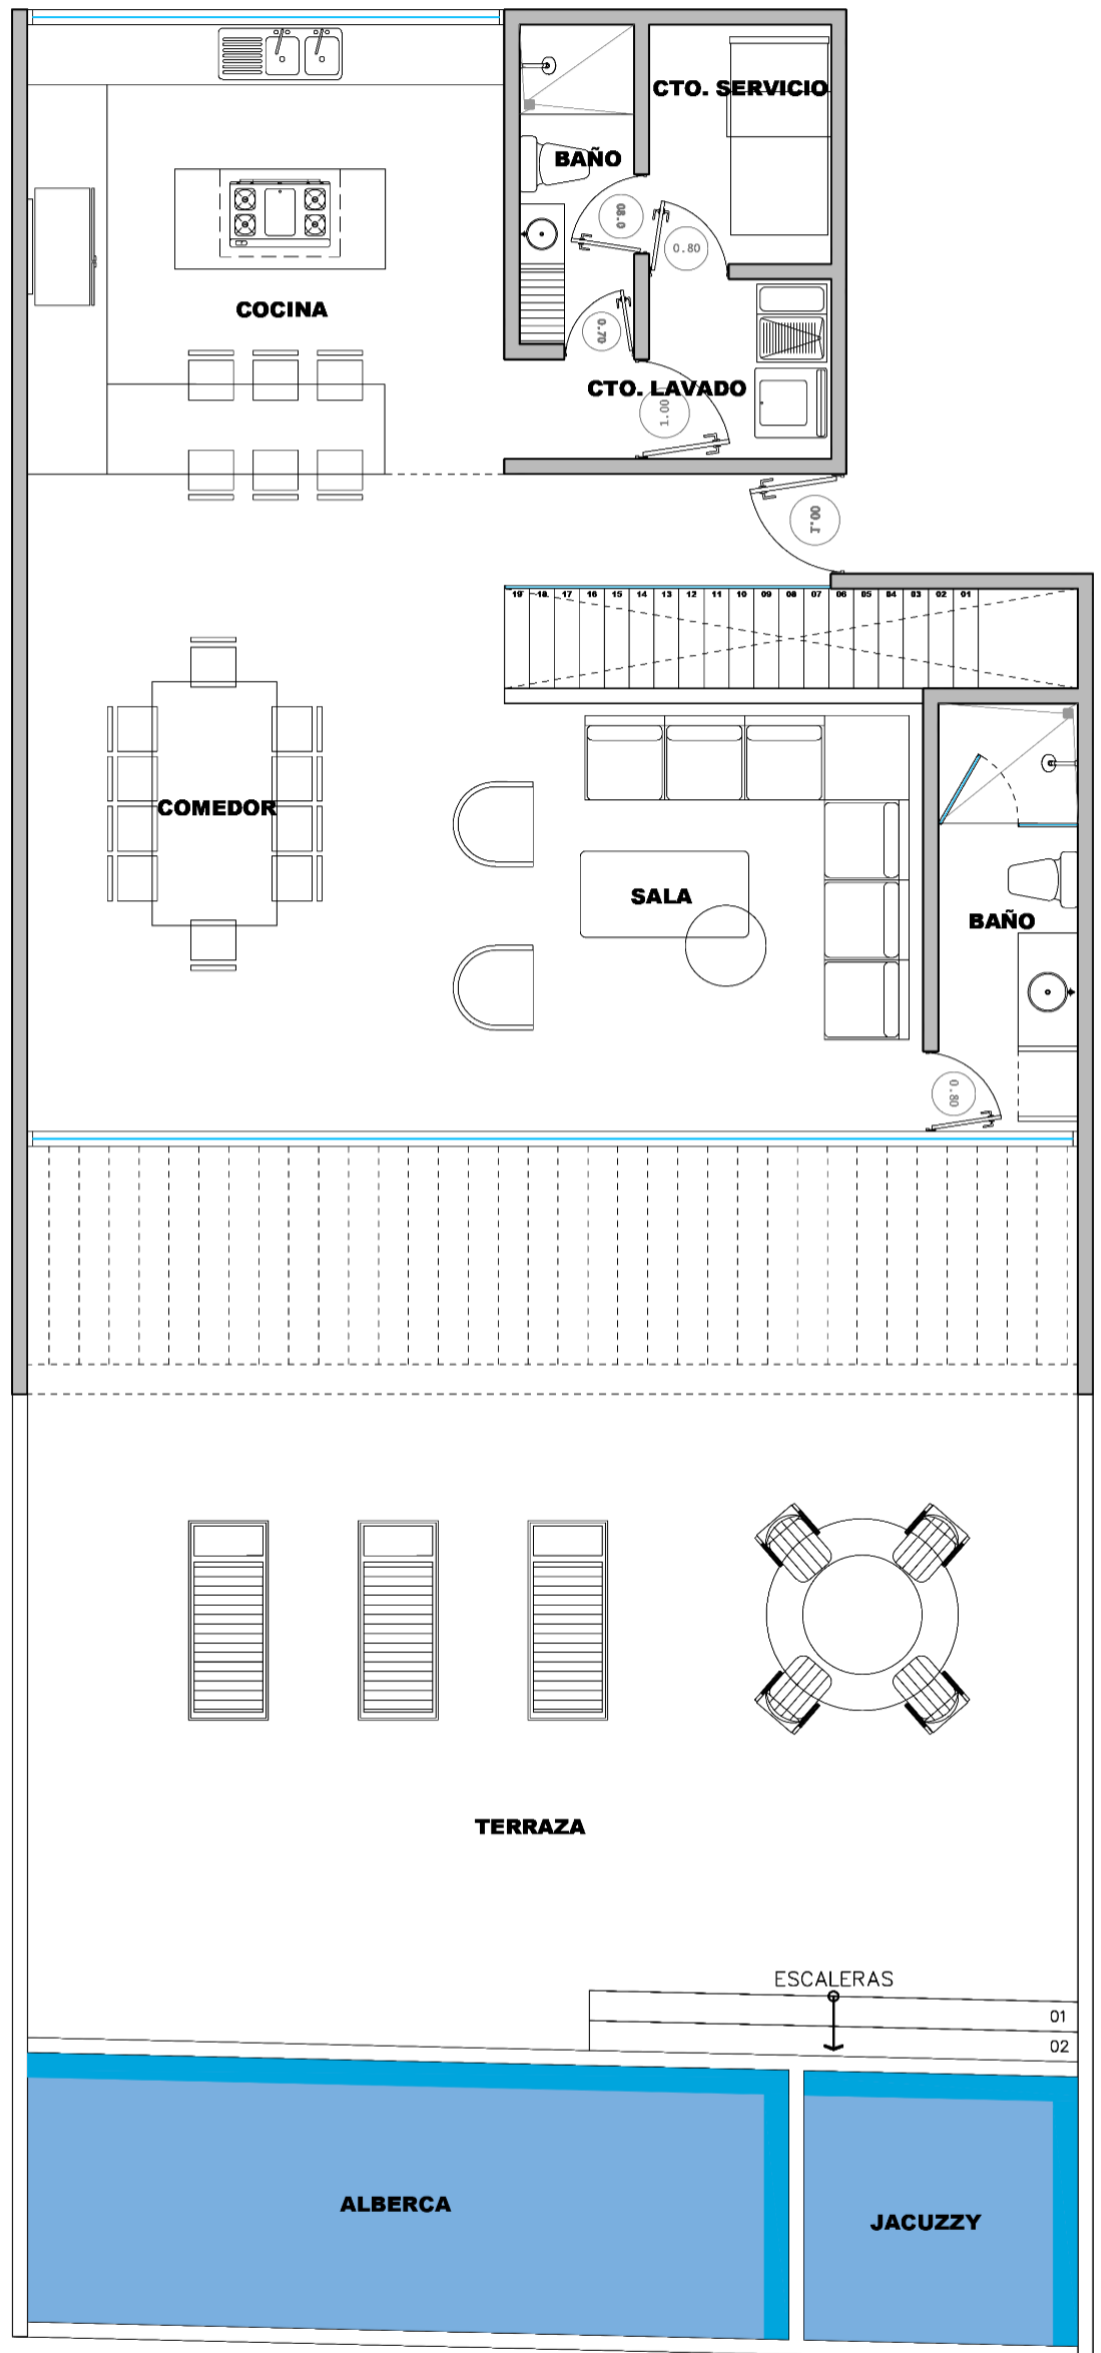 CTO. SERVICIO
BAÑO
0.80
0.80
COCINA
0.70
CTO. LAVADO
1.00
1.00
19 18 17 16 15 14 13 12 11 10 09 08 07 06 05 04 03 02 01
COMEDOR
SALA
BAÑO
0.80
TERRAZA
ESCALERAS
01
02
ALBERCA
JACUZZY